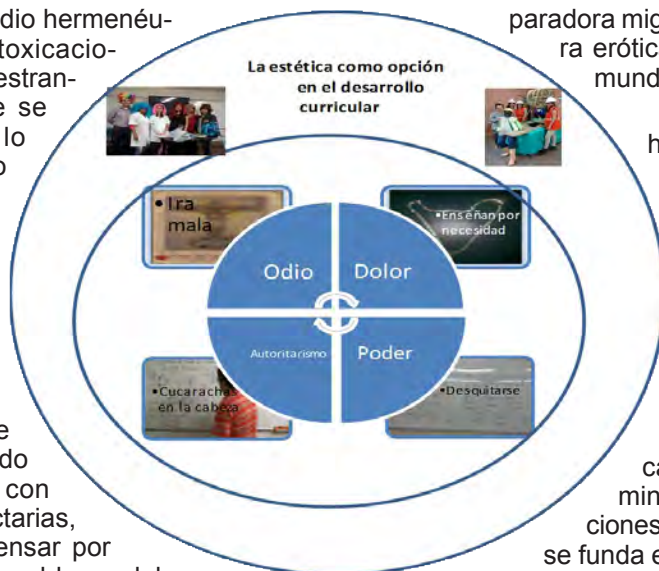 dio hermenéu-
toxicacio-
estran-
e se
lo
o
e
do
con
ctarias,
ensar por
La estética como opción
en el desarrollo
curricular
• Ira
mala
• Enseñan por
necesidad
Odio
Dolor
Autoritarismo
Poder
• Cucarachas
en la cabeza
• Desquitarse
paradora mig
ra erótic
mund
h
ca
min
ciones
se funda e